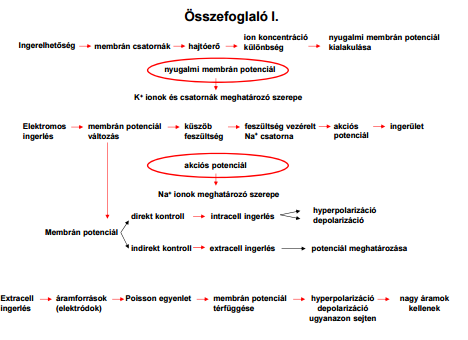 Összefoglaló I.
Ingerelhetőség membrán csatornák hajtóerő ion koncentráció különbség nyugalmi membrán potenciál kialakulása
nyugalmi membrán potenciál
K+ ionok és csatornák meghatározó szerepe
Elektromos ingerlés membrán potenciál változás küszöb feszültség feszültség vezérelt Na+ csatorna akciós potenciál ingerület
akciós potenciál
Na+ ionok meghatározó szerepe
direkt kontroll intracell ingerlés hyperpolarizáció
depolarizáció
Membrán potenciál
indirekt kontroll extracell ingerlés potenciál meghatározása
Extracell ingerlés áramforrások (elektródok) Poisson egyenlet membrán potenciál térfüggése hyperpolarizáció depolarizáció ugyanazon sejten nagy áramok kellenek